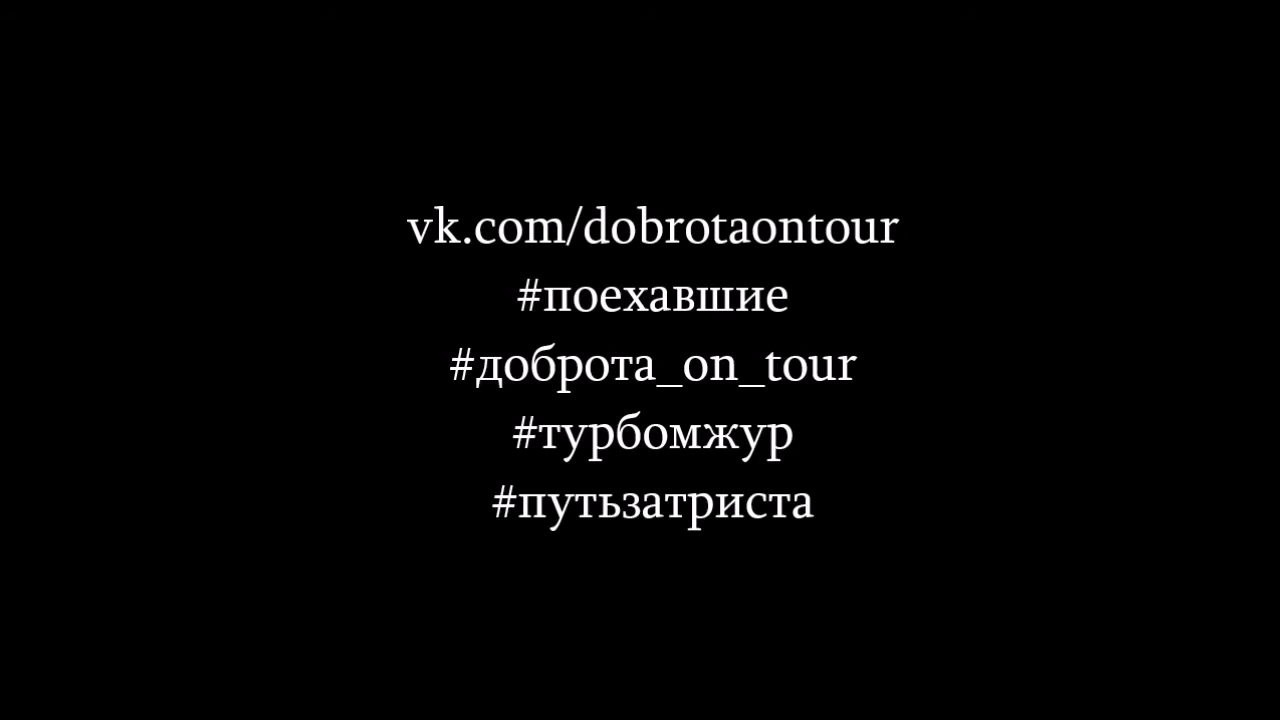 vk.com/dobrotaontour
#поехавшие
#доброта_on_tour
#турбомжур
#путьзатриста